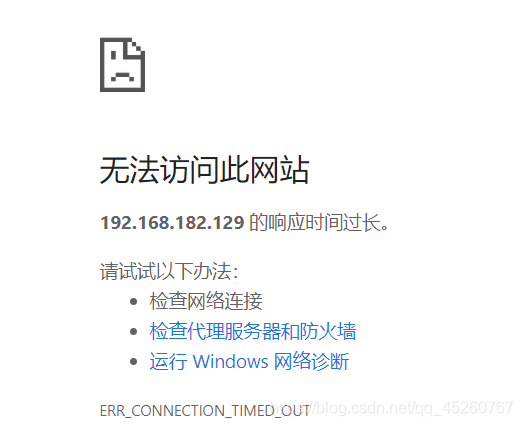 无法访问此网站
192.168.182.129 的响应时间过长。
请试试以下办法：
检查网络连接
检查代理服务器和防火墙
运行 Windows 网络诊断
ERR_CONNECTION_TIMED_OUT
https://blog.csdn.net/qq_45260767